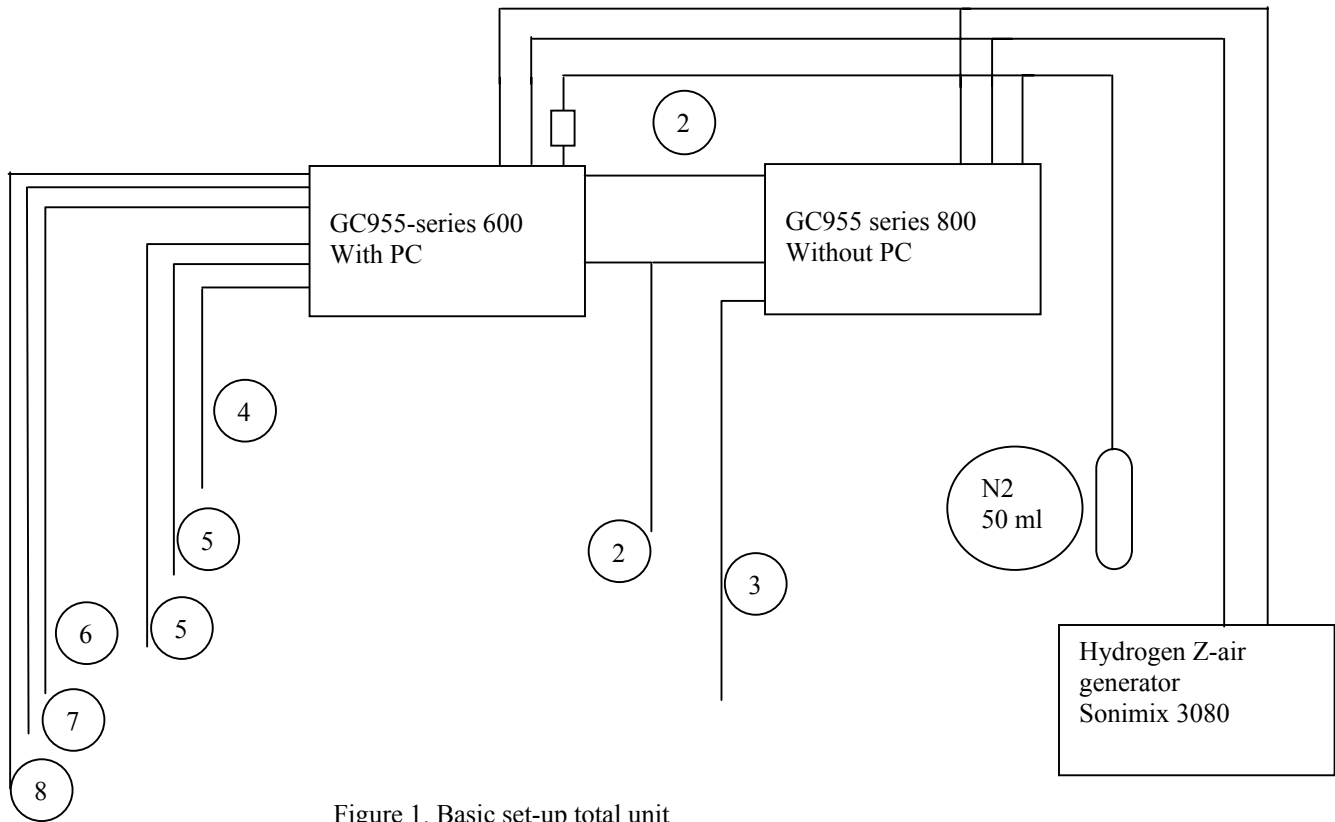 2
GC955-series 600
With PC
GC955 series 800
Without PC
4
N2
50 ml
5
2
3
6
5
Hydrogen Z-air
generator
Sonimix 3080
7
8
Figure 1. Basic set-up total unit